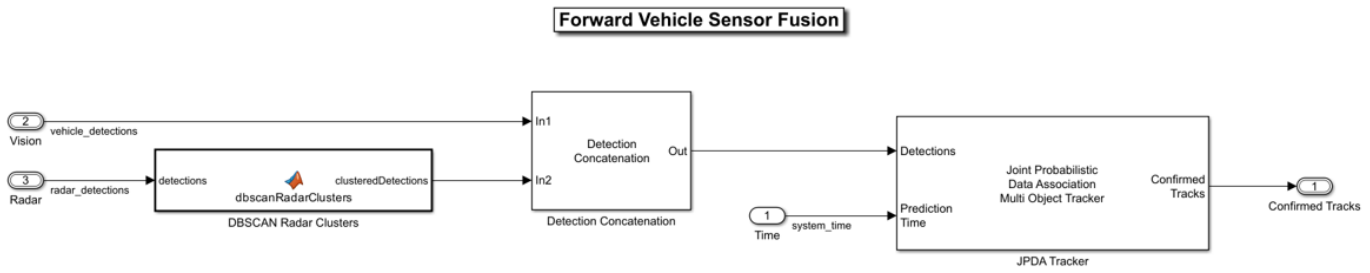 Forward Vehicle Sensor Fusion
2
vehicle_detections
Vision
3
radar_detections
Radar
detections
clusteredDetections
dbscanRadarClusters
DBSCAN Radar Clusters
In1
Detection
Concatenation
Out
In2
Detection Concatenation
1
system_time
Time
Detections
Joint Probabilistic
Data Association
Multi Object Tracker
Confirmed
Tracks
Prediction
Time
JPDA Tracker
1
Confirmed Tracks